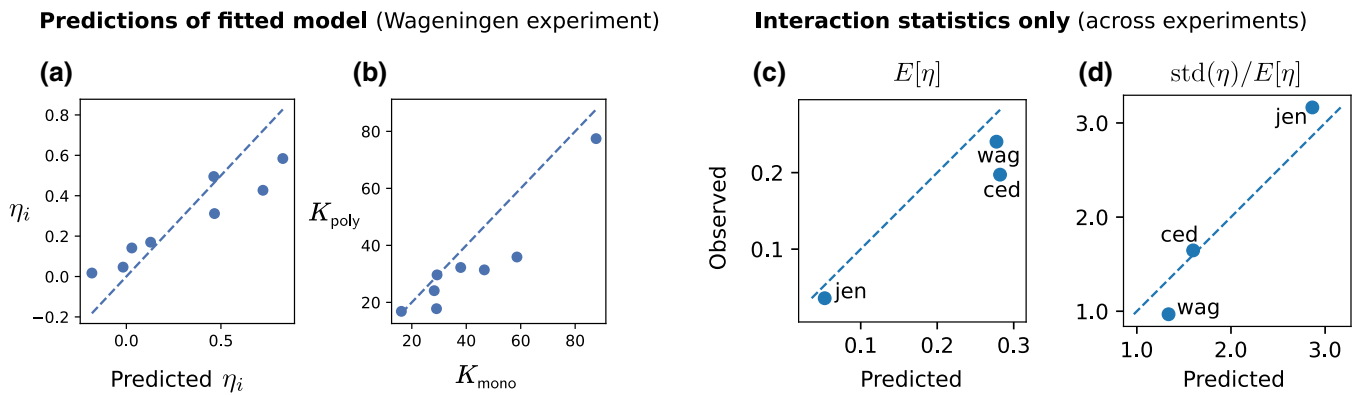 Predictions of fitted model (Wageningen experiment)
Interaction statistics only (across experiments)
(a)
0.8
0.6
0.4
0.2
0.0
−0.2
0.0
0.5
η_i
Predicted η_i
(b)
80
60
40
20
20
40
60
80
K_poly
K_mono
(c)
E[η]
0.2
0.1
0.1
0.2
0.3
Observed
Predicted
wag
ced
jen
(d)
std(η)/E[η]
3.0
2.0
1.0
1.0
2.0
3.0
Predicted
jen
ced
wag